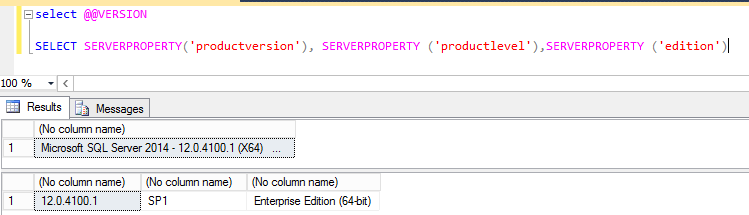 select @@VERSION
SELECT SERVERPROPERTY('productversion'), SERVERPROPERTY ('productlevel'),SERVERPROPERTY ('edition')
100 %
Results Messages
(No column name)
1 Microsoft SQL Server 2014 - 12.0.4100.1 (X64) ...
(No column name) (No column name) (No column name)
1 12.0.4100.1 SP1 Enterprise Edition (64-bit)